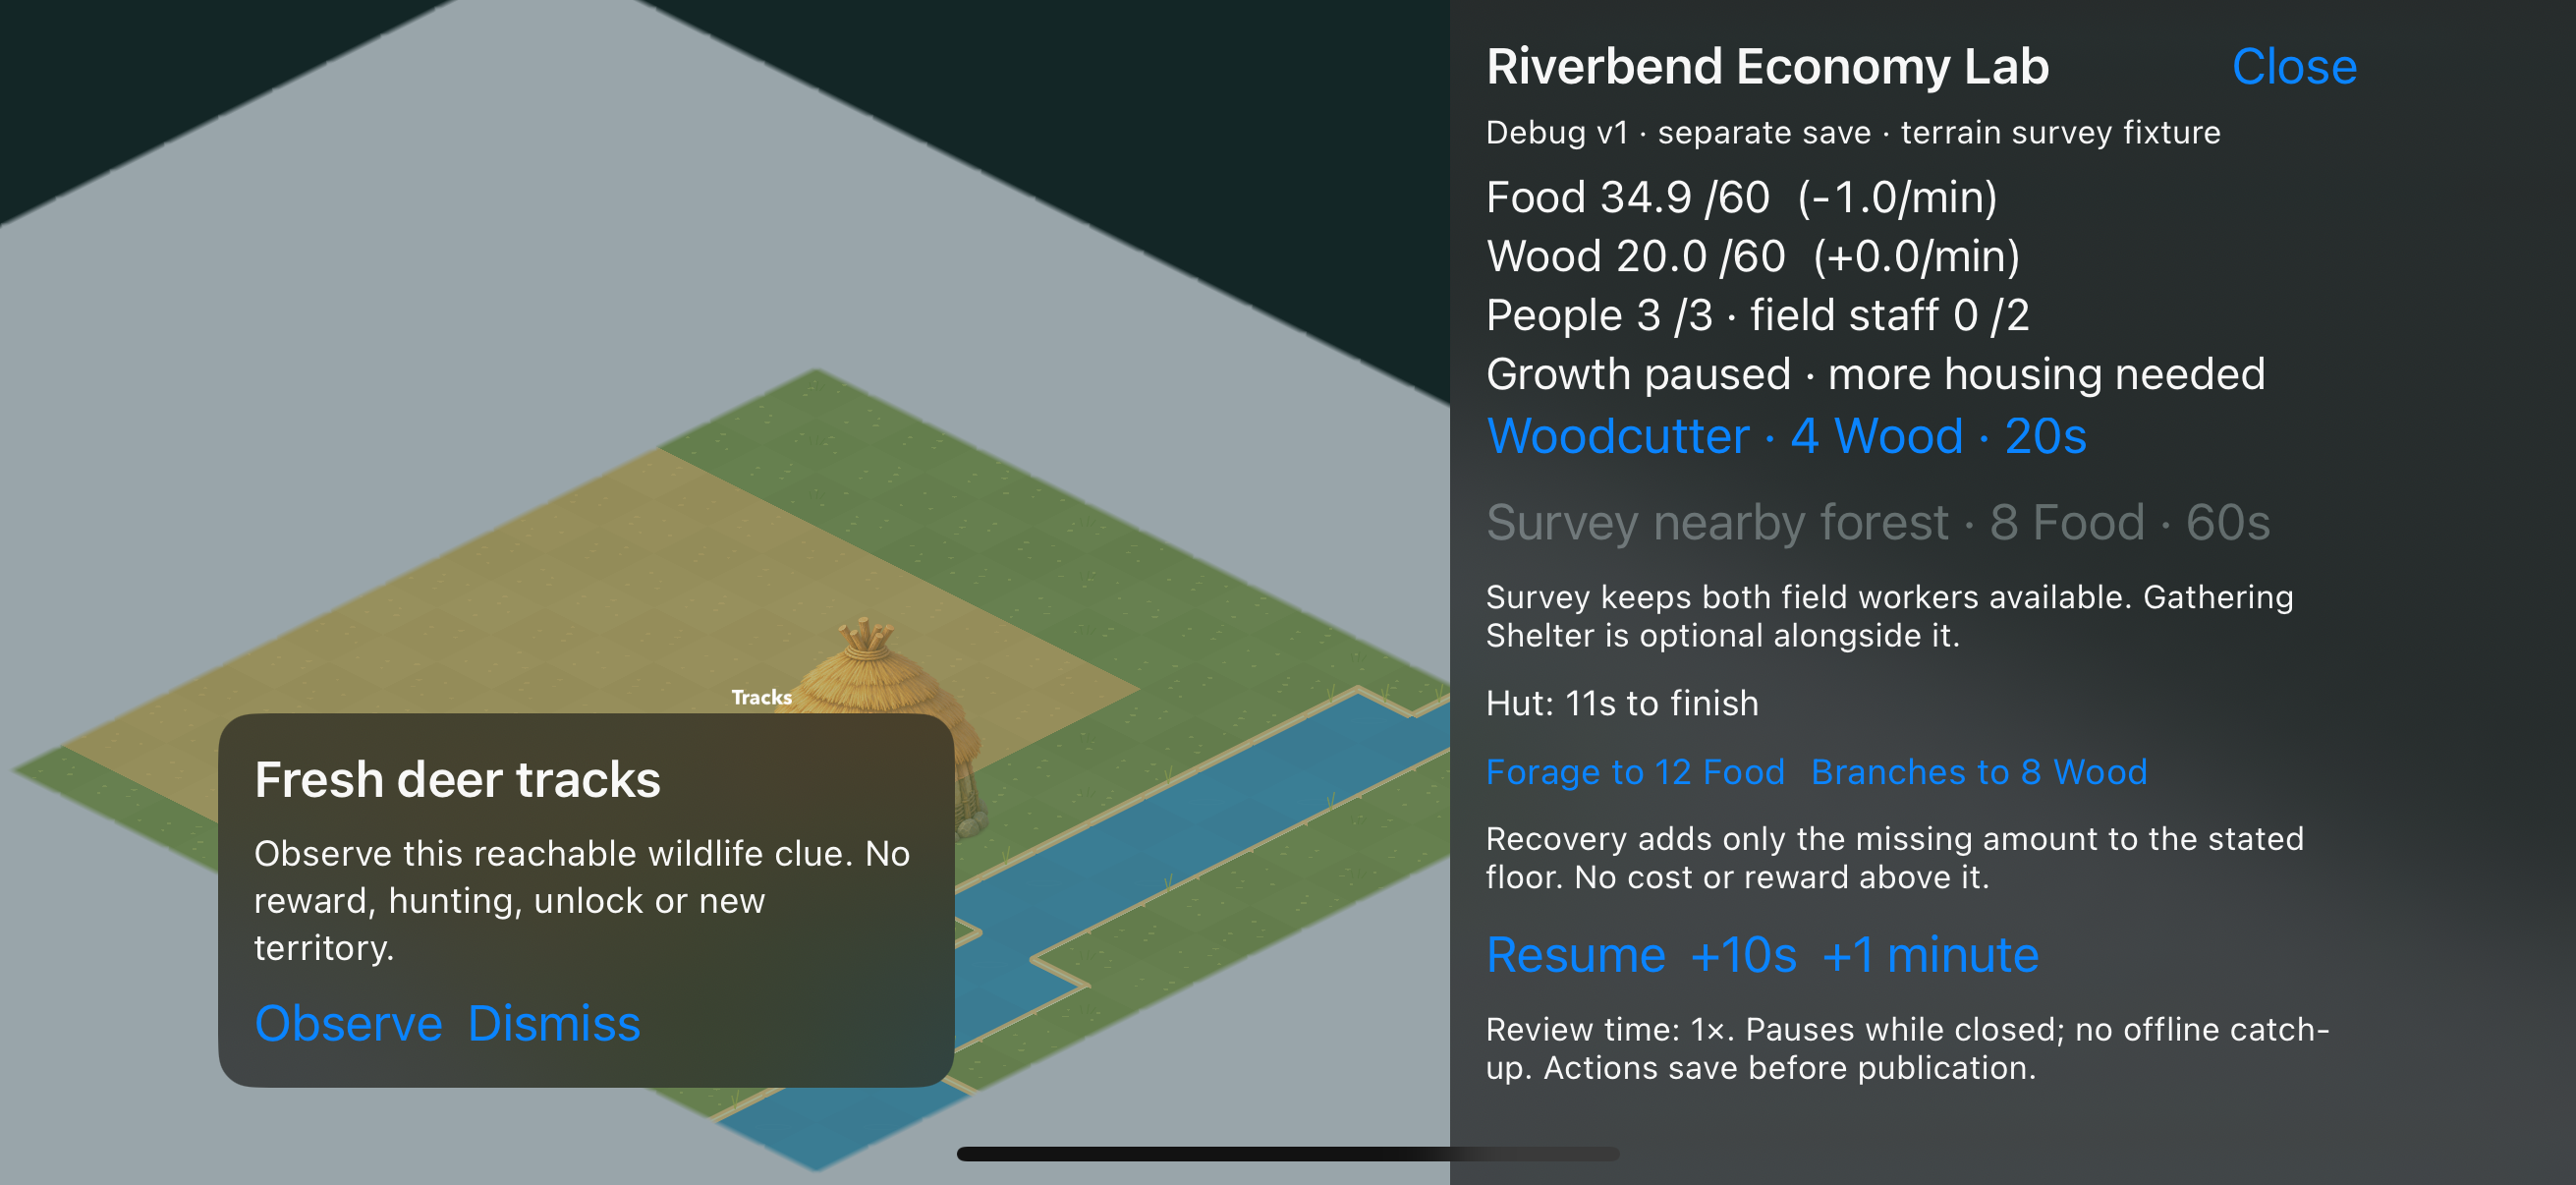 Riverbend Economy Lab
Close
Debug v1 · separate save · terrain survey fixture
Food 34.9 /60 (-1.0/min)
Wood 20.0 /60 (+0.0/min)
People 3 /3 · field staff 0 /2
Growth paused · more housing needed
Woodcutter · 4 Wood · 20s
Survey nearby forest · 8 Food · 60s
Survey keeps both field workers available. Gathering
Shelter is optional alongside it.
Hut: 11s to finish
Forage to 12 Food Branches to 8 Wood
Recovery adds only the missing amount to the stated
floor. No cost or reward above it.
Resume +10s +1 minute
Review time: 1×. Pauses while closed; no offline catch-
up. Actions save before publication.
Tracks
Fresh deer tracks
Observe this reachable wildlife clue. No
reward, hunting, unlock or new
territory.
Observe Dismiss